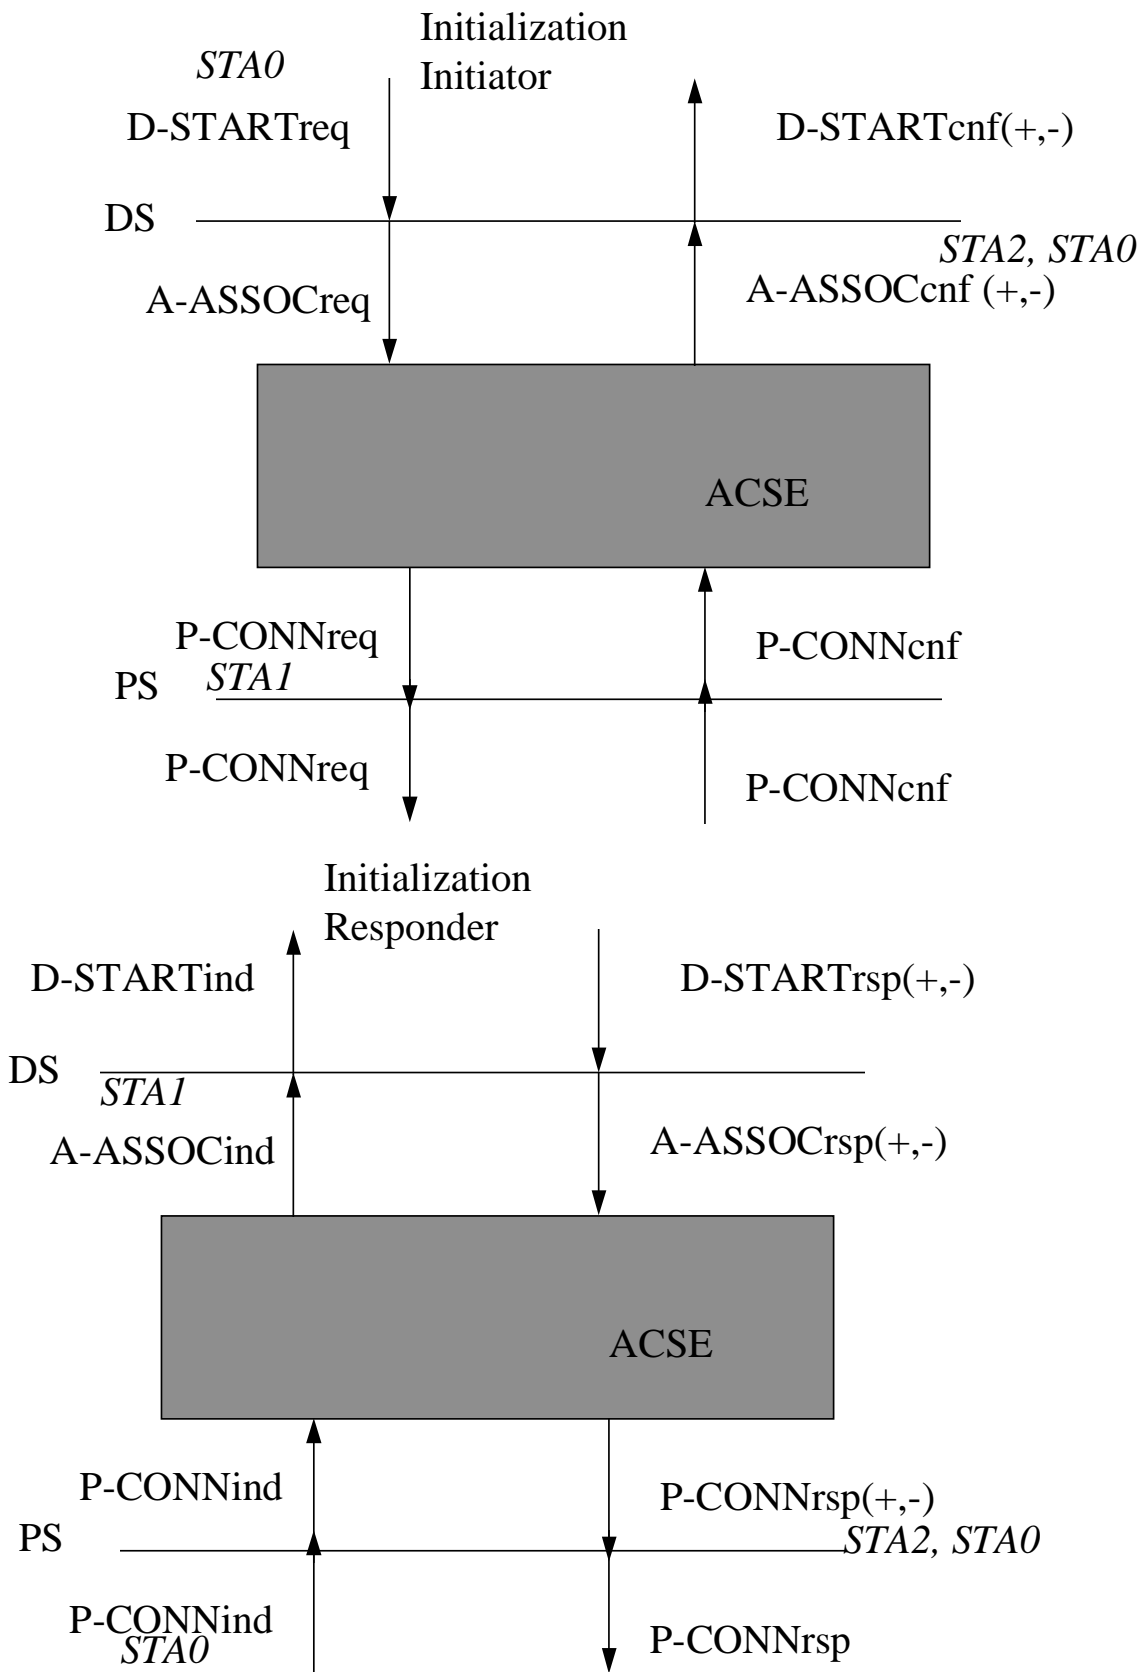 Initialization
Initiator
STA0
D-STARTreq
D-STARTcnf(+,-)
DS
STA2, STA0
A-ASSOCreq
A-ASSOCcnf (+,-)
ACSE
P-CONNreq
P-CONNcnf
STA1
PS
P-CONNreq
P-CONNcnf
Initialization
Responder
D-STARTind
D-STARTrsp(+,-)
DS
STA1
A-ASSOCind
A-ASSOCrsp(+,-)
ACSE
P-CONNind
P-CONNrsp(+,-)
PS
STA2, STA0
P-CONNind
STA0
P-CONNrsp